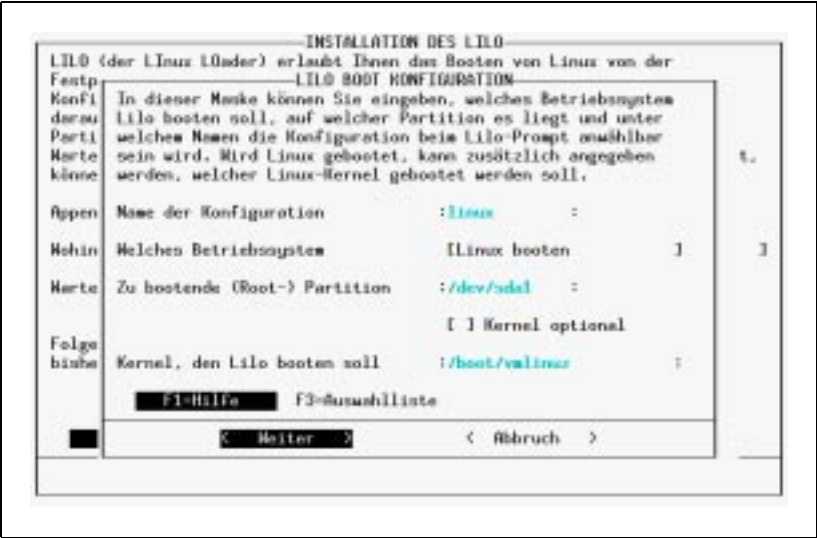 INSTALLATION DES LILO
LILO (der LInux LOader) erlaubt Ihnen das Booten von Linux von der
Festp
LILO BOOT KONFIGURATION
Konfi
In dieser Maske können Sie eingeben, welches Betriebssystem
darau
Lilo booten soll, auf welcher Partition es liegt und unter
Parti
welchem Namen die Konfiguration beim Lilo-Prompt anwählbar
Warte
sein wird. Wird Linux gebootet, kann zusätzlich angegeben
t,
könne
werden, welcher Linux-Kernel gebootet werden soll.
Appen
Name der Konfiguration :linux :
Wohin
Welches Betriebssystem [Linux booten ]
]
Warte
Zu bootende (Root-) Partition :/dev/sda1 :
[ ] Kernel optional
Folge
bishe
Kernel, den Lilo booten soll :/boot/vmlinuz :
F1=Hilfe F3=Auswahlliste
< Weiter > < Abbruch >